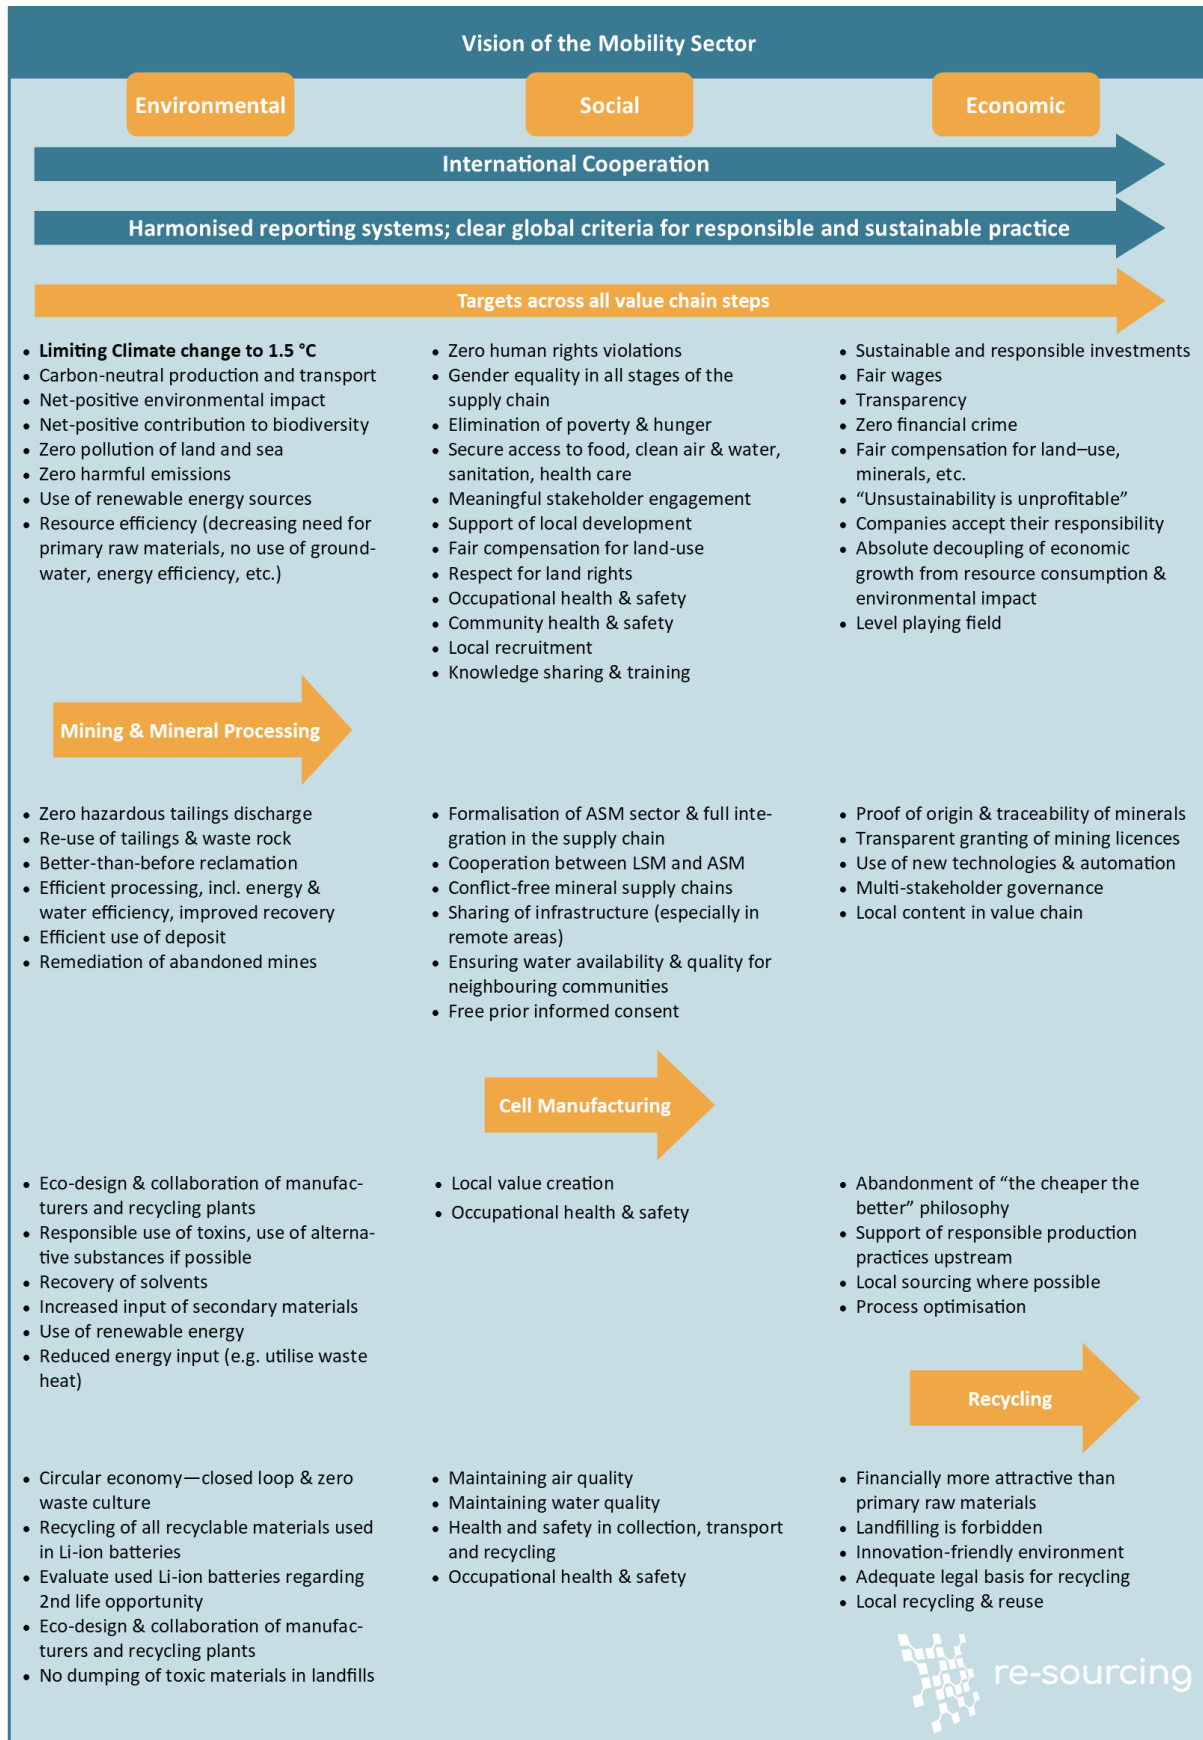 Vision of the Mobility Sector
Environmental
Social
Economic
International Cooperation
Harmonised reporting systems; clear global criteria for responsible and sustainable practice
Targets across all value chain steps
• Limiting Climate change to 1.5 °C
• Carbon-neutral production and transport
• Net-positive environmental impact
• Net-positive contribution to biodiversity
• Zero pollution of land and sea
• Zero harmful emissions
• Use of renewable energy sources
• Resource efficiency (decreasing need for
primary raw materials, no use of ground-
water, energy efficiency, etc.)
• Zero human rights violations
• Gender equality in all stages of the
supply chain
• Elimination of poverty & hunger
• Secure access to food, clean air & water,
sanitation, health care
• Meaningful stakeholder engagement
• Support of local development
• Fair compensation for land-use
• Respect for land rights
• Occupational health & safety
• Community health & safety
• Local recruitment
• Knowledge sharing & training
• Sustainable and responsible investments
• Fair wages
• Transparency
• Zero financial crime
• Fair compensation for land–use,
minerals, etc.
• “Unsustainability is unprofitable”
• Companies accept their responsibility
• Absolute decoupling of economic
growth from resource consumption &
environmental impact
• Level playing field
Mining & Mineral Processing
• Zero hazardous tailings discharge
• Re-use of tailings & waste rock
• Better-than-before reclamation
• Efficient processing, incl. energy &
water efficiency, improved recovery
• Efficient use of deposit
• Remediation of abandoned mines
• Formalisation of ASM sector & full inte-
gration in the supply chain
• Cooperation between LSM and ASM
• Conflict-free mineral supply chains
• Sharing of infrastructure (especially in
remote areas)
• Ensuring water availability & quality for
neighbouring communities
• Free prior informed consent
• Proof of origin & traceability of minerals
• Transparent granting of mining licences
• Use of new technologies & automation
• Multi-stakeholder governance
• Local content in value chain
Cell Manufacturing
• Eco-design & collaboration of manufac-
turers and recycling plants
• Responsible use of toxins, use of alterna-
tive substances if possible
• Recovery of solvents
• Increased input of secondary materials
• Use of renewable energy
• Reduced energy input (e.g. utilise waste
heat)
• Local value creation
• Occupational health & safety
• Abandonment of “the cheaper the
better” philosophy
• Support of responsible production
practices upstream
• Local sourcing where possible
• Process optimisation
Recycling
• Circular economy—closed loop & zero
waste culture
• Recycling of all recyclable materials used
in Li-ion batteries
• Evaluate used Li-ion batteries regarding
2nd life opportunity
• Eco-design & collaboration of manufac-
turers and recycling plants
• No dumping of toxic materials in landfills
• Maintaining air quality
• Maintaining water quality
• Health and safety in collection, transport
and recycling
• Occupational health & safety
• Financially more attractive than
primary raw materials
• Landfilling is forbidden
• Innovation-friendly environment
• Adequate legal basis for recycling
• Local recycling & reuse
re-sourcing